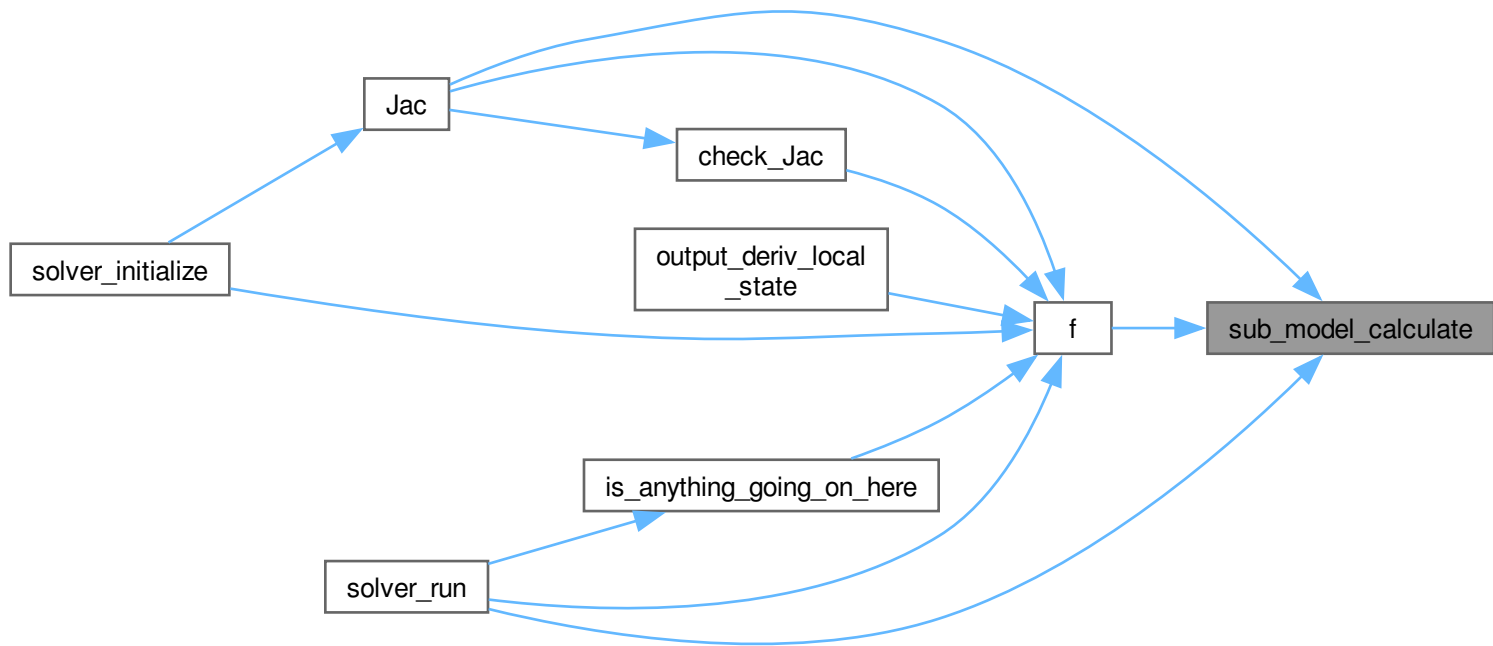 Jac
check_Jac
output_deriv_local
_state
solver_initialize
f
sub_model_calculate
is_anything_going_on_here
solver_run